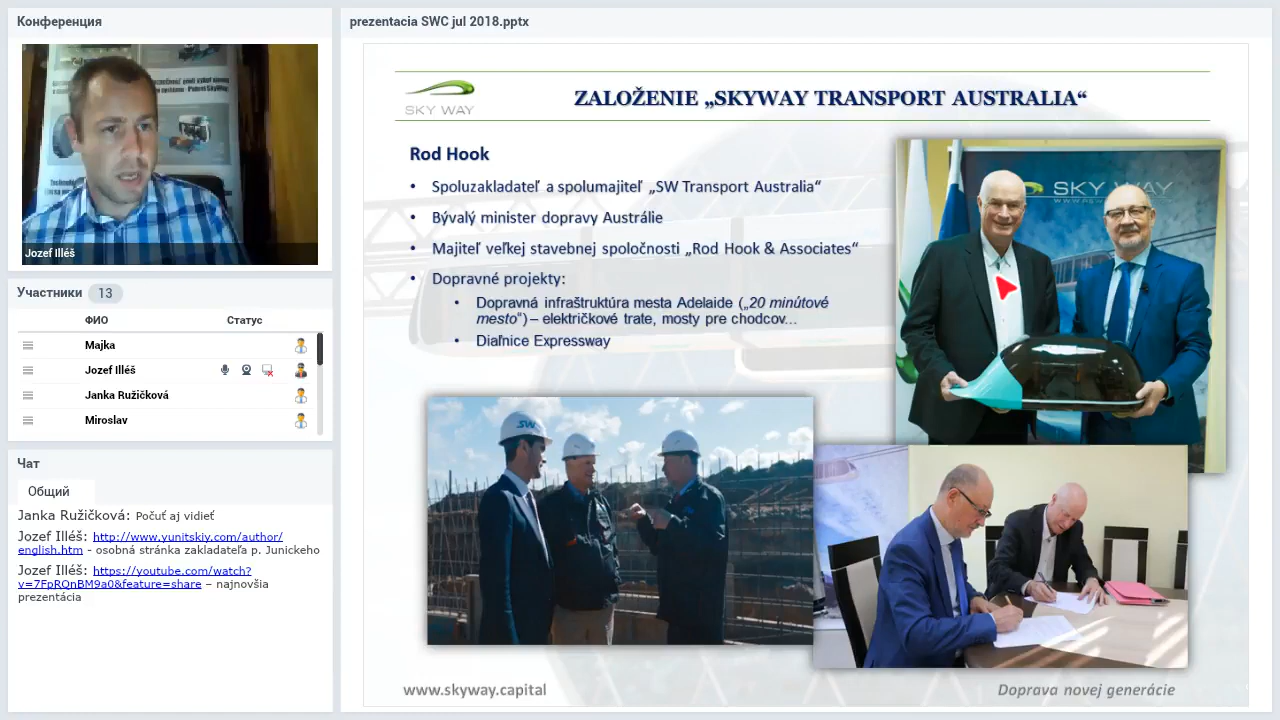 Конференция
Jozef Illéš
Участники 13
ФИО Статус
Majka
Jozef Illéš
Janka Ružičková
Miroslav
Чат
Общий
Janka Ružičková: Počuť aj vidieť
Jozef Illéš: http://www.yunitskiy.com/author/
english.htm - osobná stránka zakladateľa p. Junickeho
Jozef Illéš: https://youtube.com/watch?
v=7FpRQnBM9a0&feature=share – najnovšia
prezentácia
prezentacia SWC jul 2018.pptx
SKY WAY
ZALOŽENIE „SKYWAY TRANSPORT AUSTRALIA“
Rod Hook
• Spoluzakladateľ a spolumajiteľ „SW Transport Australia“
• Bývalý minister dopravy Austrálie
• Majiteľ veľkej stavebnej spoločnosti „Rod Hook & Associates“
• Dopravné projekty:
• Dopravná infraštruktúra mesta Adelaide („20 minútové
mesto“) – električkové trate, mosty pre chodcov...
• Diaľnice Expressway
SKY WAY
SW
www.skyway.capital
Doprava novej generácie